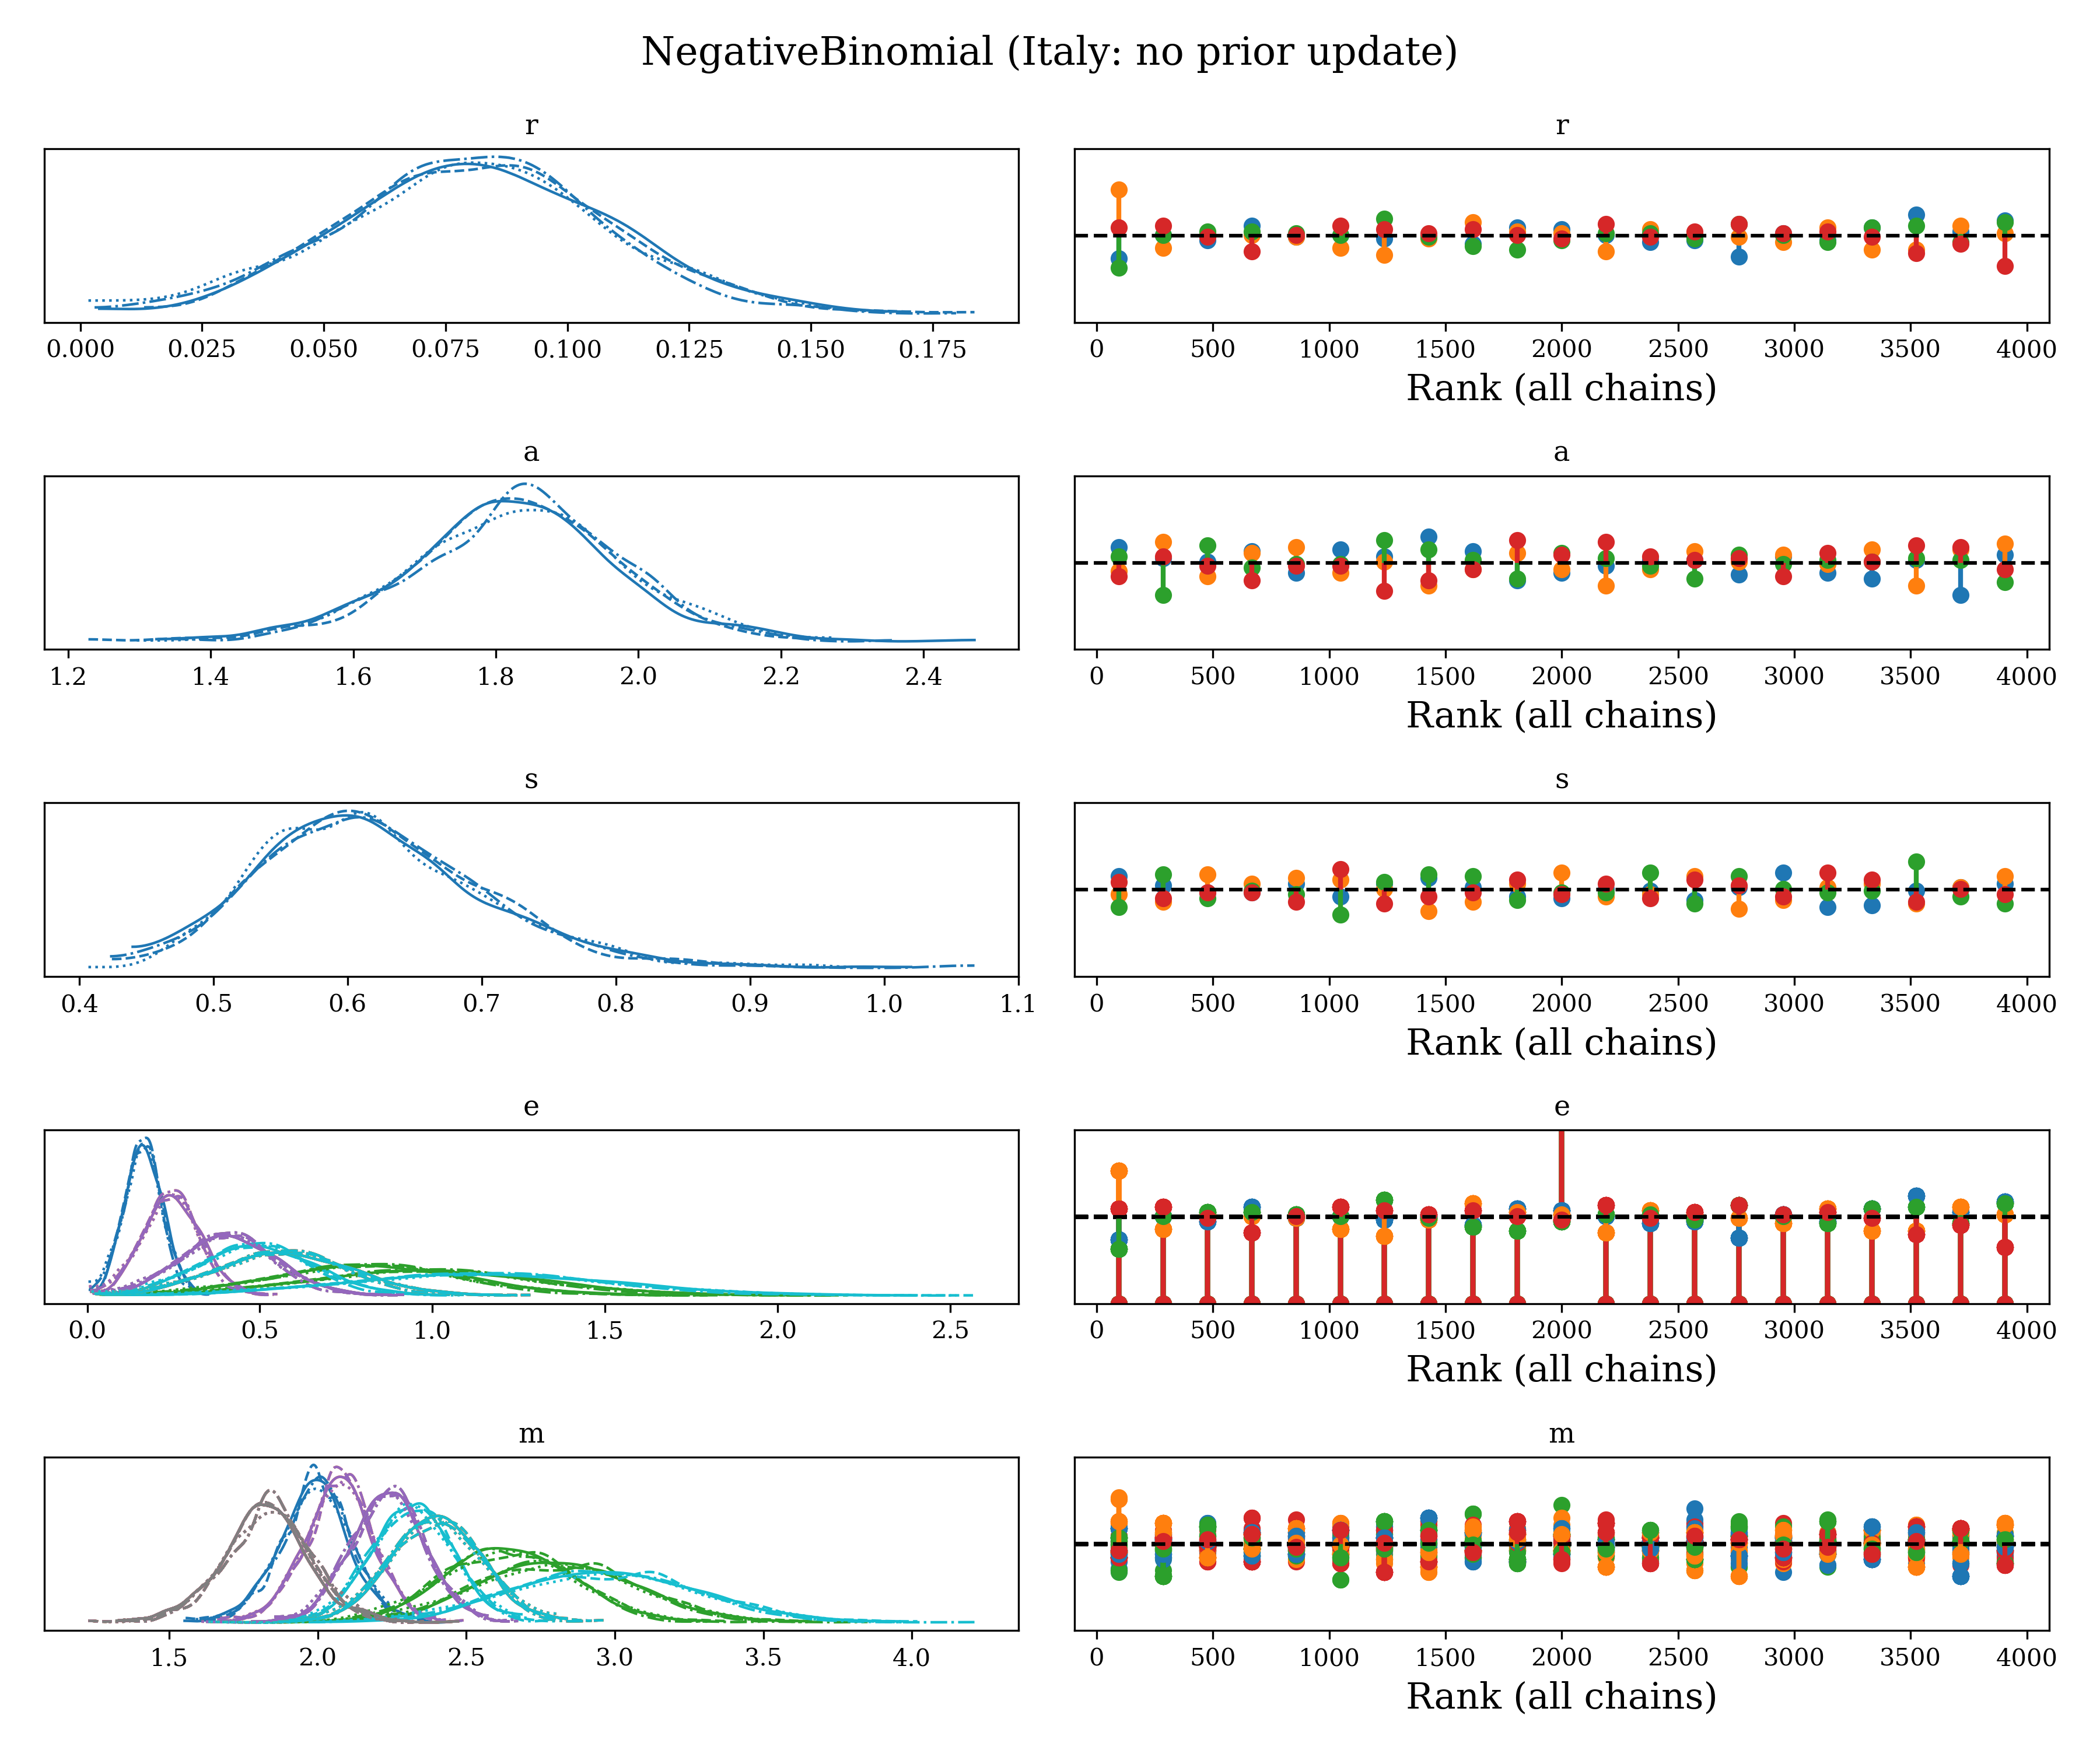 NegativeBinomial (Italy: no prior update)
r
r
0.000 0.025 0.050 0.075 0.100 0.125 0.150 0.175
0 500 1000 1500 2000 2500 3000 3500 4000
Rank (all chains)
a
a
1.2 1.4 1.6 1.8 2.0 2.2 2.4
0 500 1000 1500 2000 2500 3000 3500 4000
Rank (all chains)
s
s
0.4 0.5 0.6 0.7 0.8 0.9 1.0 1.1
0 500 1000 1500 2000 2500 3000 3500 4000
Rank (all chains)
e
e
0.0 0.5 1.0 1.5 2.0 2.5
0 500 1000 1500 2000 2500 3000 3500 4000
Rank (all chains)
m
m
1.5 2.0 2.5 3.0 3.5 4.0
0 500 1000 1500 2000 2500 3000 3500 4000
Rank (all chains)